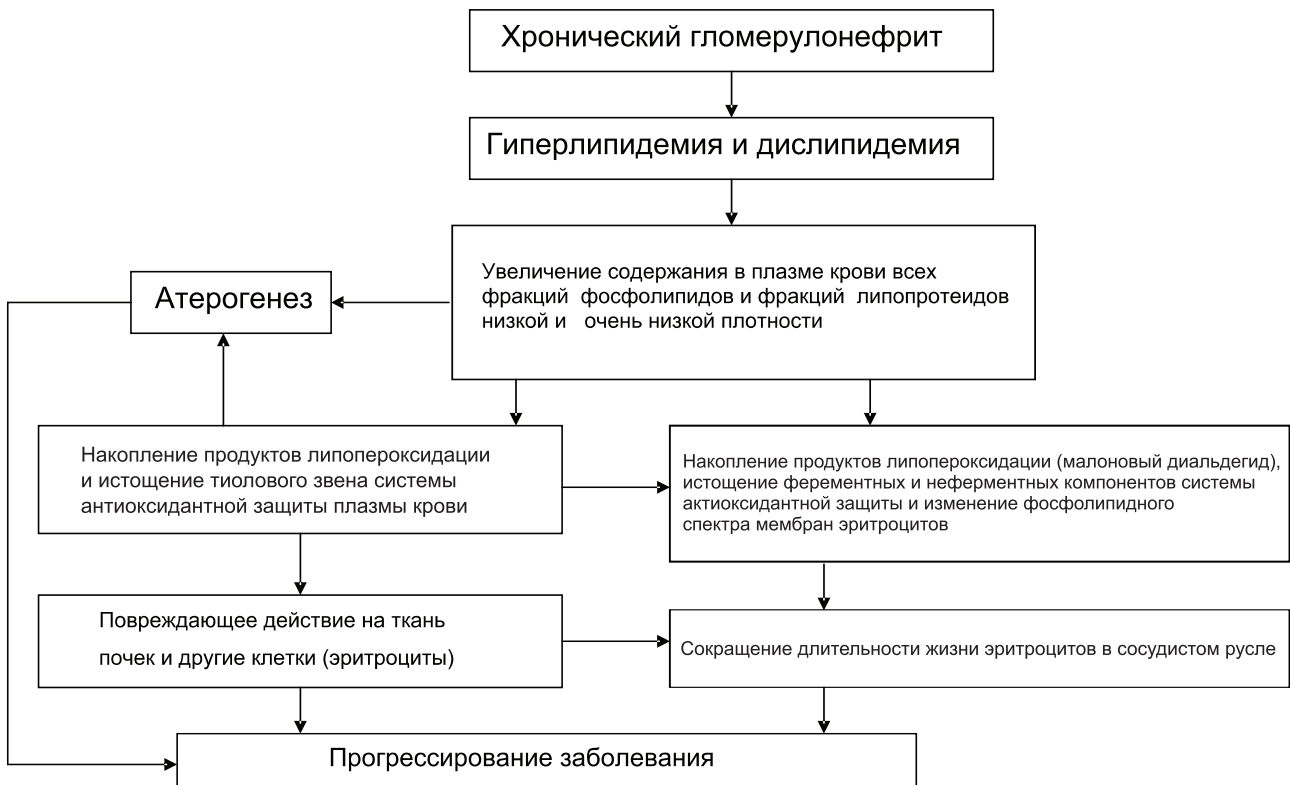 Хронический гломерулонефрит
Гиперлипидемия и дислипидемия
Увеличение содержания в плазме крови всех
фракций фосфолипидов и фракций липопротеидов
низкой и очень низкой плотности
Атерогенез
Накопление продуктов липопероксидации
и истощение тиолового звена системы
антиоксидантной защиты плазмы крови
Накопление продуктов липопероксидации (малоновый диальдегид),
истощение ферементных и неферментных компонентов системы
актиоксидантной защиты и изменение фосфолипидного
спектра мембран эритроцитов
Повреждающее действие на ткань
почек и другие клетки (эритроциты)
Сокращение длительности жизни эритроцитов в сосудистом русле
Прогрессирование заболевания